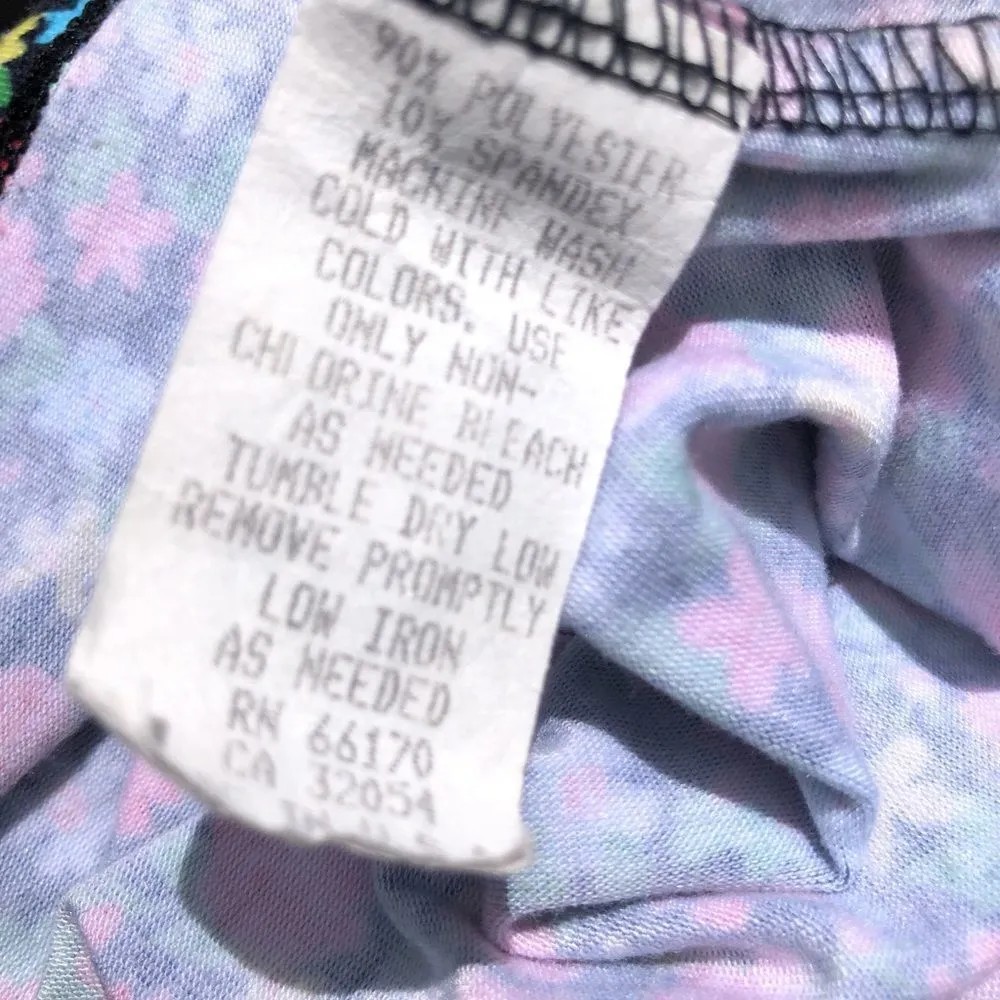 90% POLYESTER
10% SPANDEX
MACHINE WASH
COLD WITH LIKE
COLORS. USE
ONLY NON-
CHLORINE BLEACH
AS NEEDED
TUMBLE DRY LOW
REMOVE PROMPTLY
LOW IRON
AS NEEDED
RN 66170
CA 32054